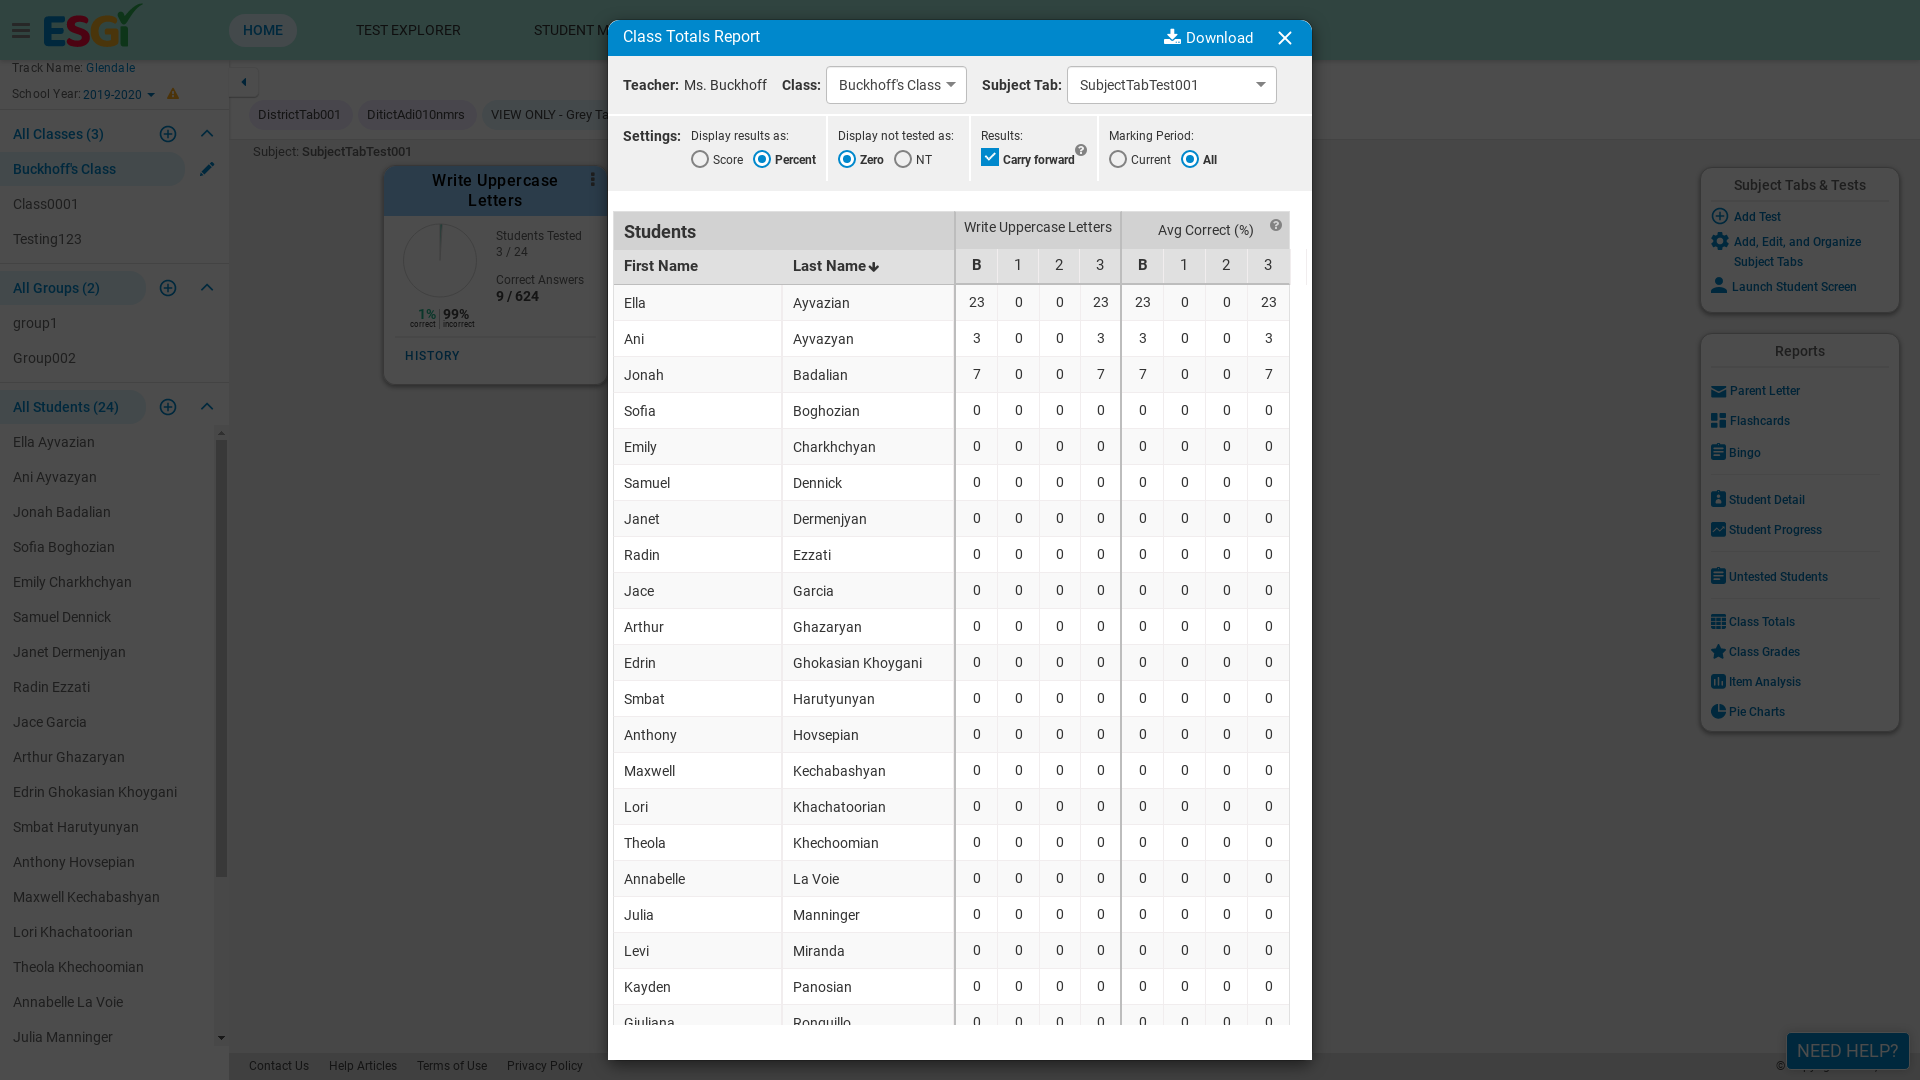 ESGi
HOME
TEST EXPLORER
STUDENT M
Track Name: Glendale
School Year: 2019-2020
All Classes (3)
Buckhoff's Class
Class0001
Testing123
All Groups (2)
group1
Group002
All Students (24)
Ella Ayvazian
Ani Ayvazyan
Jonah Badalian
Sofia Boghozian
Emily Charkhchyan
Samuel Dennick
Janet Dermenjyan
Radin Ezzati
Jace Garcia
Arthur Ghazaryan
Edrin Ghokasian Khoygani
Smbat Harutyunyan
Anthony Hovsepian
Maxwell Kechabashyan
Lori Khachatoorian
Theola Khechoomian
Annabelle La Voie
Julia Manninger
DistrictTab001
DitictAdi010nmrs
VIEW ONLY - Grey Ta
Subject: SubjectTabTest001
Write Uppercase
Letters
Students Tested
3 / 24
Correct Answers
9 / 624
1% 99%
correct incorrect
HISTORY
Class Totals Report
Download
Teacher: Ms. Buckhoff Class: Buckhoff's Class Subject Tab: SubjectTabTest001
Settings: Display results as: Display not tested as: Results: Marking Period:
Score Percent Zero NT Carry forward ? Current All
Students Write Uppercase Letters Avg Correct (%) ?
First Name Last Name B 1 2 3 B 1 2 3
Ella Ayvazian 23 0 0 23 23 0 0 23
Ani Ayvazyan 3 0 0 3 3 0 0 3
Jonah Badalian 7 0 0 7 7 0 0 7
Sofia Boghozian 0 0 0 0 0 0 0 0
Emily Charkhchyan 0 0 0 0 0 0 0 0
Samuel Dennick 0 0 0 0 0 0 0 0
Janet Dermenjyan 0 0 0 0 0 0 0 0
Radin Ezzati 0 0 0 0 0 0 0 0
Jace Garcia 0 0 0 0 0 0 0 0
Arthur Ghazaryan 0 0 0 0 0 0 0 0
Edrin Ghokasian Khoygani 0 0 0 0 0 0 0 0
Smbat Harutyunyan 0 0 0 0 0 0 0 0
Anthony Hovsepian 0 0 0 0 0 0 0 0
Maxwell Kechabashyan 0 0 0 0 0 0 0 0
Lori Khachatoorian 0 0 0 0 0 0 0 0
Theola Khechoomian 0 0 0 0 0 0 0 0
Annabelle La Voie 0 0 0 0 0 0 0 0
Julia Manninger 0 0 0 0 0 0 0 0
Levi Miranda 0 0 0 0 0 0 0 0
Kayden Panosian 0 0 0 0 0 0 0 0
Giuliana Ronquillo 0 0 0 0 0 0 0 0
Subject Tabs & Tests
Add Test
Add, Edit, and Organize
Subject Tabs
Launch Student Screen
Reports
Parent Letter
Flashcards
Bingo
Student Detail
Student Progress
Untested Students
Class Totals
Class Grades
Item Analysis
Pie Charts
Contact Us
Help Articles
Terms of Use
Privacy Policy
©
NEED HELP?